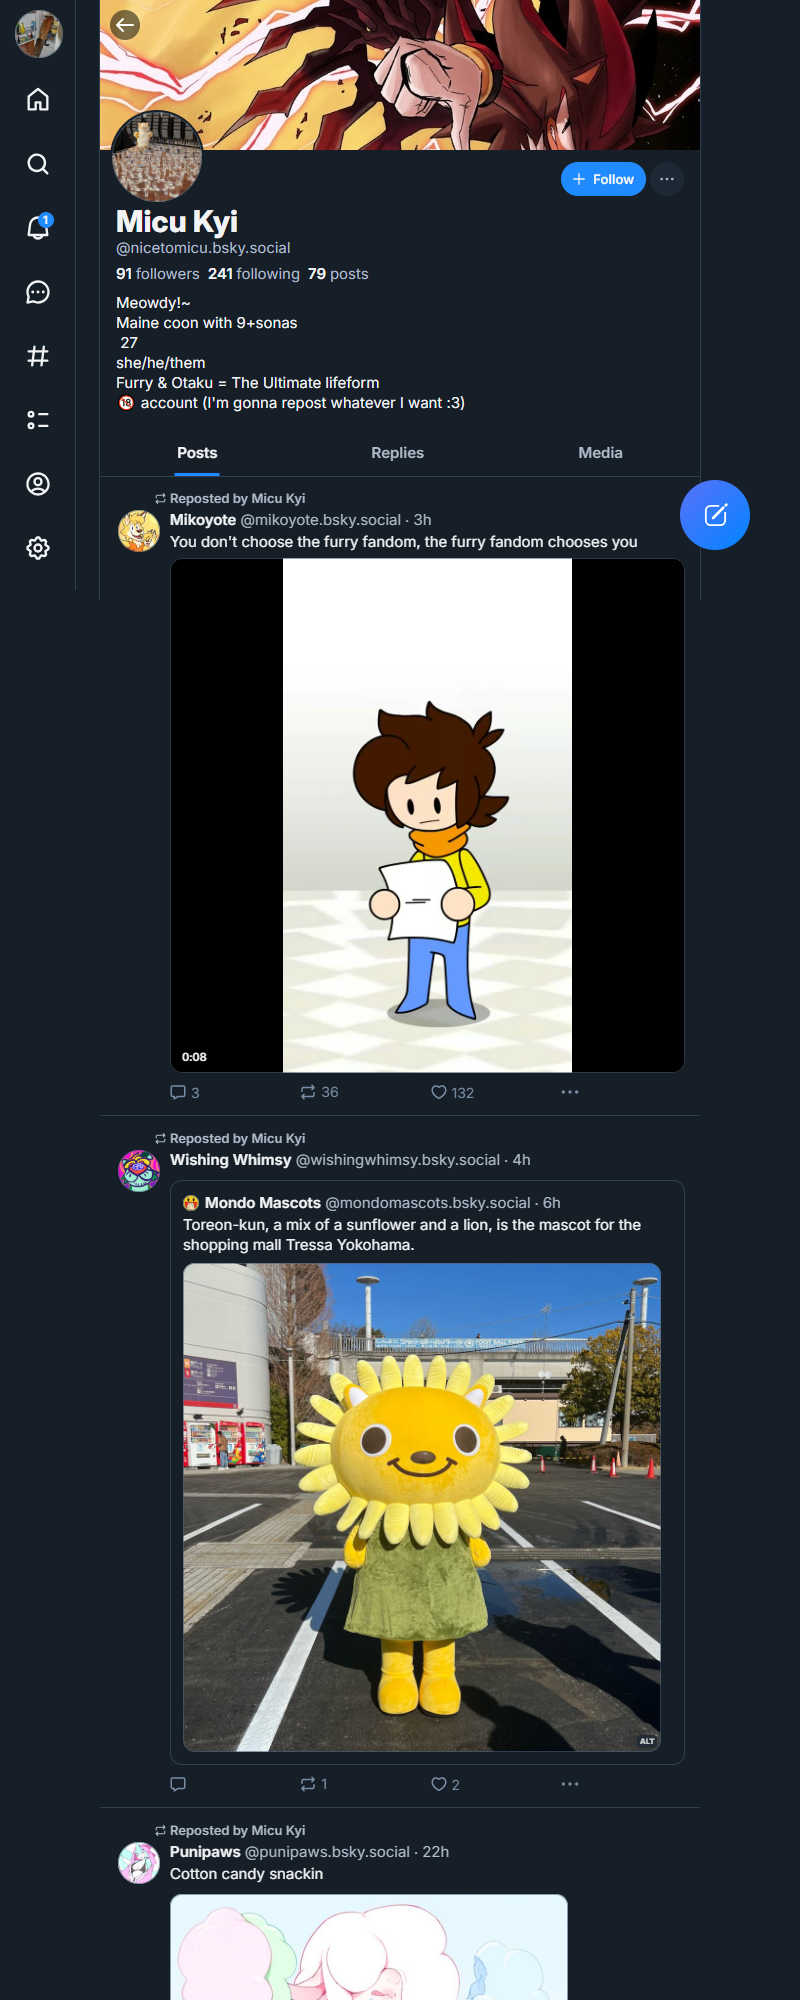 1
Follow
Micu Kyi
@nicetomicu.bsky.social
91 followers 241 following 79 posts
Meowdy!~
Maine coon with 9+sonas
27
she/he/them
Furry & Otaku = The Ultimate lifeform
🔞 account (I'm gonna repost whatever I want :3)
Posts Replies Media
Reposted by Micu Kyi
Mikoyote @mikoyote.bsky.social · 3h
You don't choose the furry fandom, the furry fandom chooses you
0:08
3 36 132
Reposted by Micu Kyi
Wishing Whimsy @wishingwhimsy.bsky.social · 4h
Mondo Mascots @mondomascots.bsky.social · 6h
Toreon-kun, a mix of a sunflower and a lion, is the mascot for the
shopping mall Tressa Yokohama.
ALT
1 2
Reposted by Micu Kyi
Punipaws @punipaws.bsky.social · 22h
Cotton candy snackin